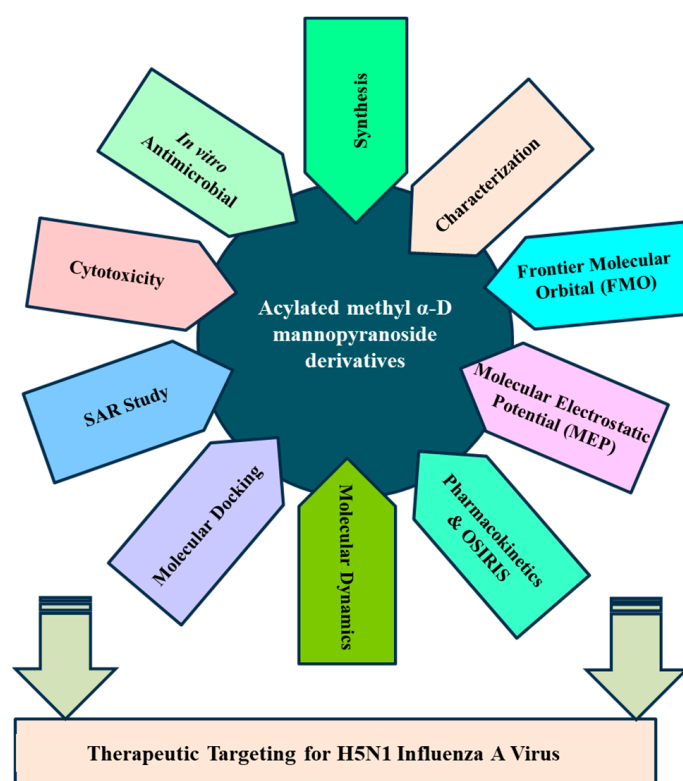 Synthesis
Characterization
Frontier Molecular
Orbital (FMO)
Molecular Electrostatic
Potential (MEP)
Pharmacokinetics
& OSIRIS
Molecular Dynamics
Molecular Docking
SAR Study
Cytotoxicity
In vitro
Antimicrobial
Acylated methyl α-D
mannopyranoside
derivatives
Therapeutic Targeting for H5N1 Influenza A Virus